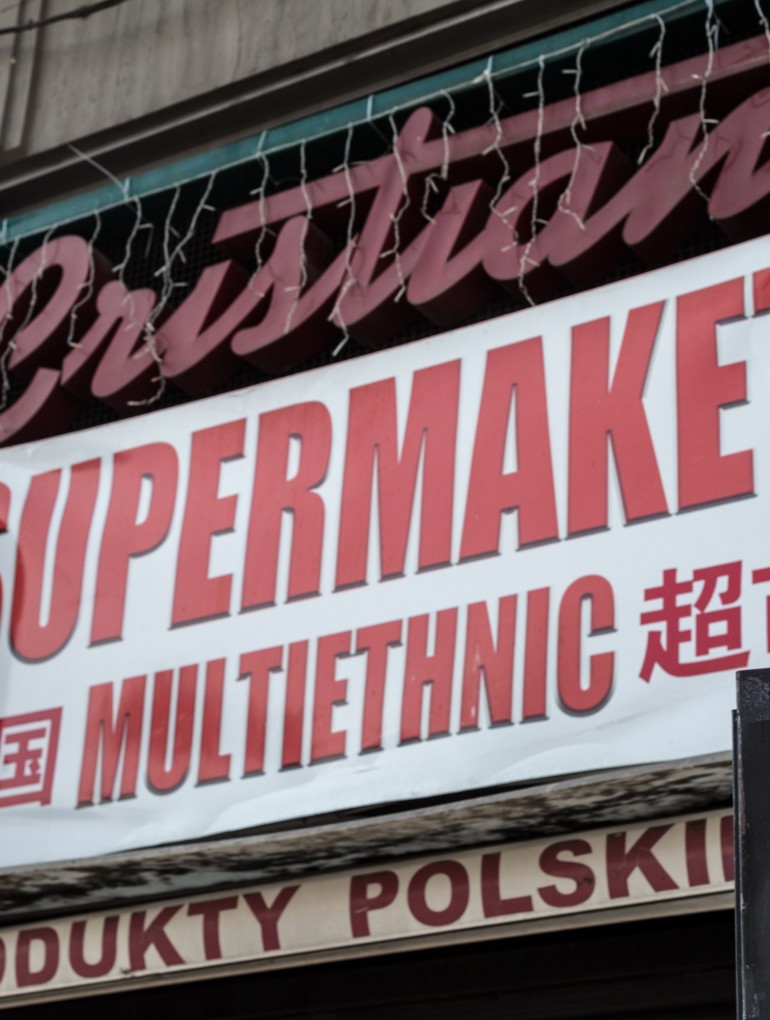 Cristian
SUPERMAKET
国 MULTIETHNIC 超
ODUKTY POLSKI